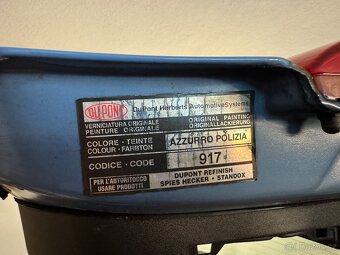 DUPONT DuPont Herberts Automotive Systems
VERNICIATURA ORIGINALE ORIGINAL PAINTING
PEINTURE ORIGINALE ORIGINALLACKIERUNG
COLORE - TEINTE AZZURRO POLIZIA
COLOUR - FARBTON
CODICE - CODE 917
PER L'AUTORITOCCO DUPONT REFINISH
USARE PRODOTTI SPIES HECKER - STANDOX